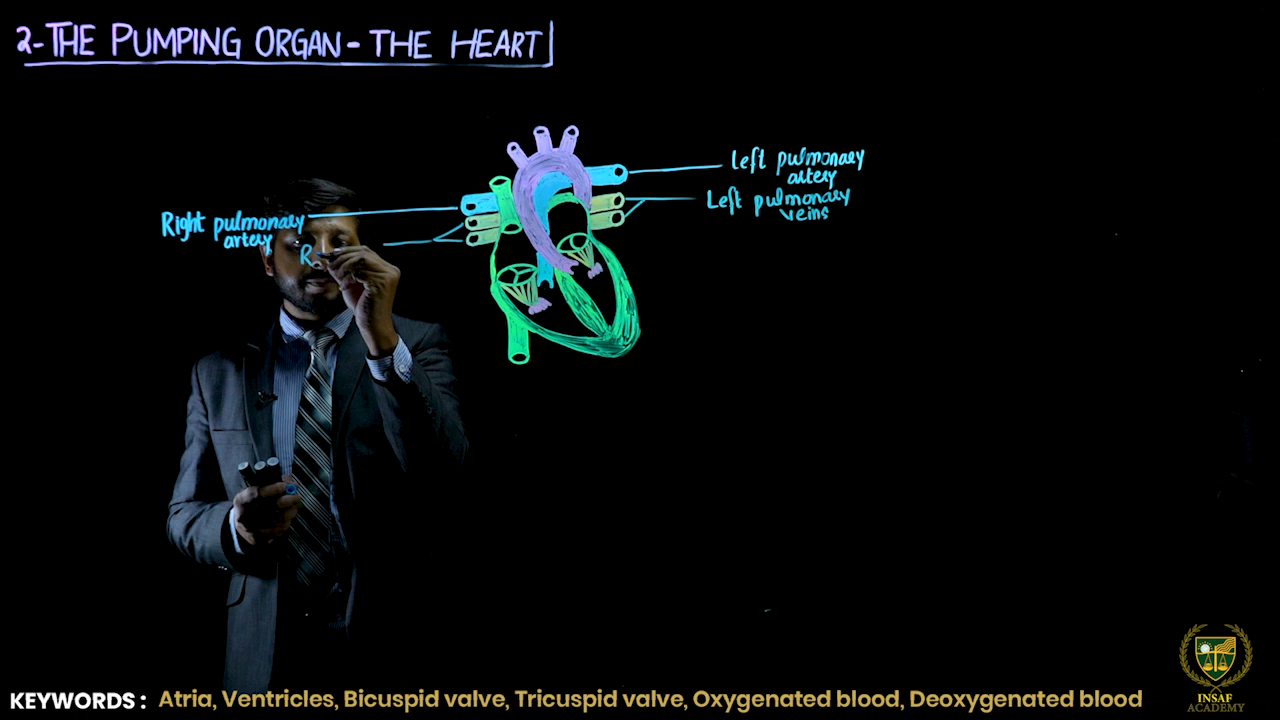 2-THE PUMPING ORGAN - THE HEART
Left pulmonary
artery
Left pulmonary
veins
Right pulmonary
artery
R
KEYWORDS : Atria, Ventricles, Bicuspid valve, Tricuspid valve, Oxygenated blood, Deoxygenated blood
INSAF
ACADEMY